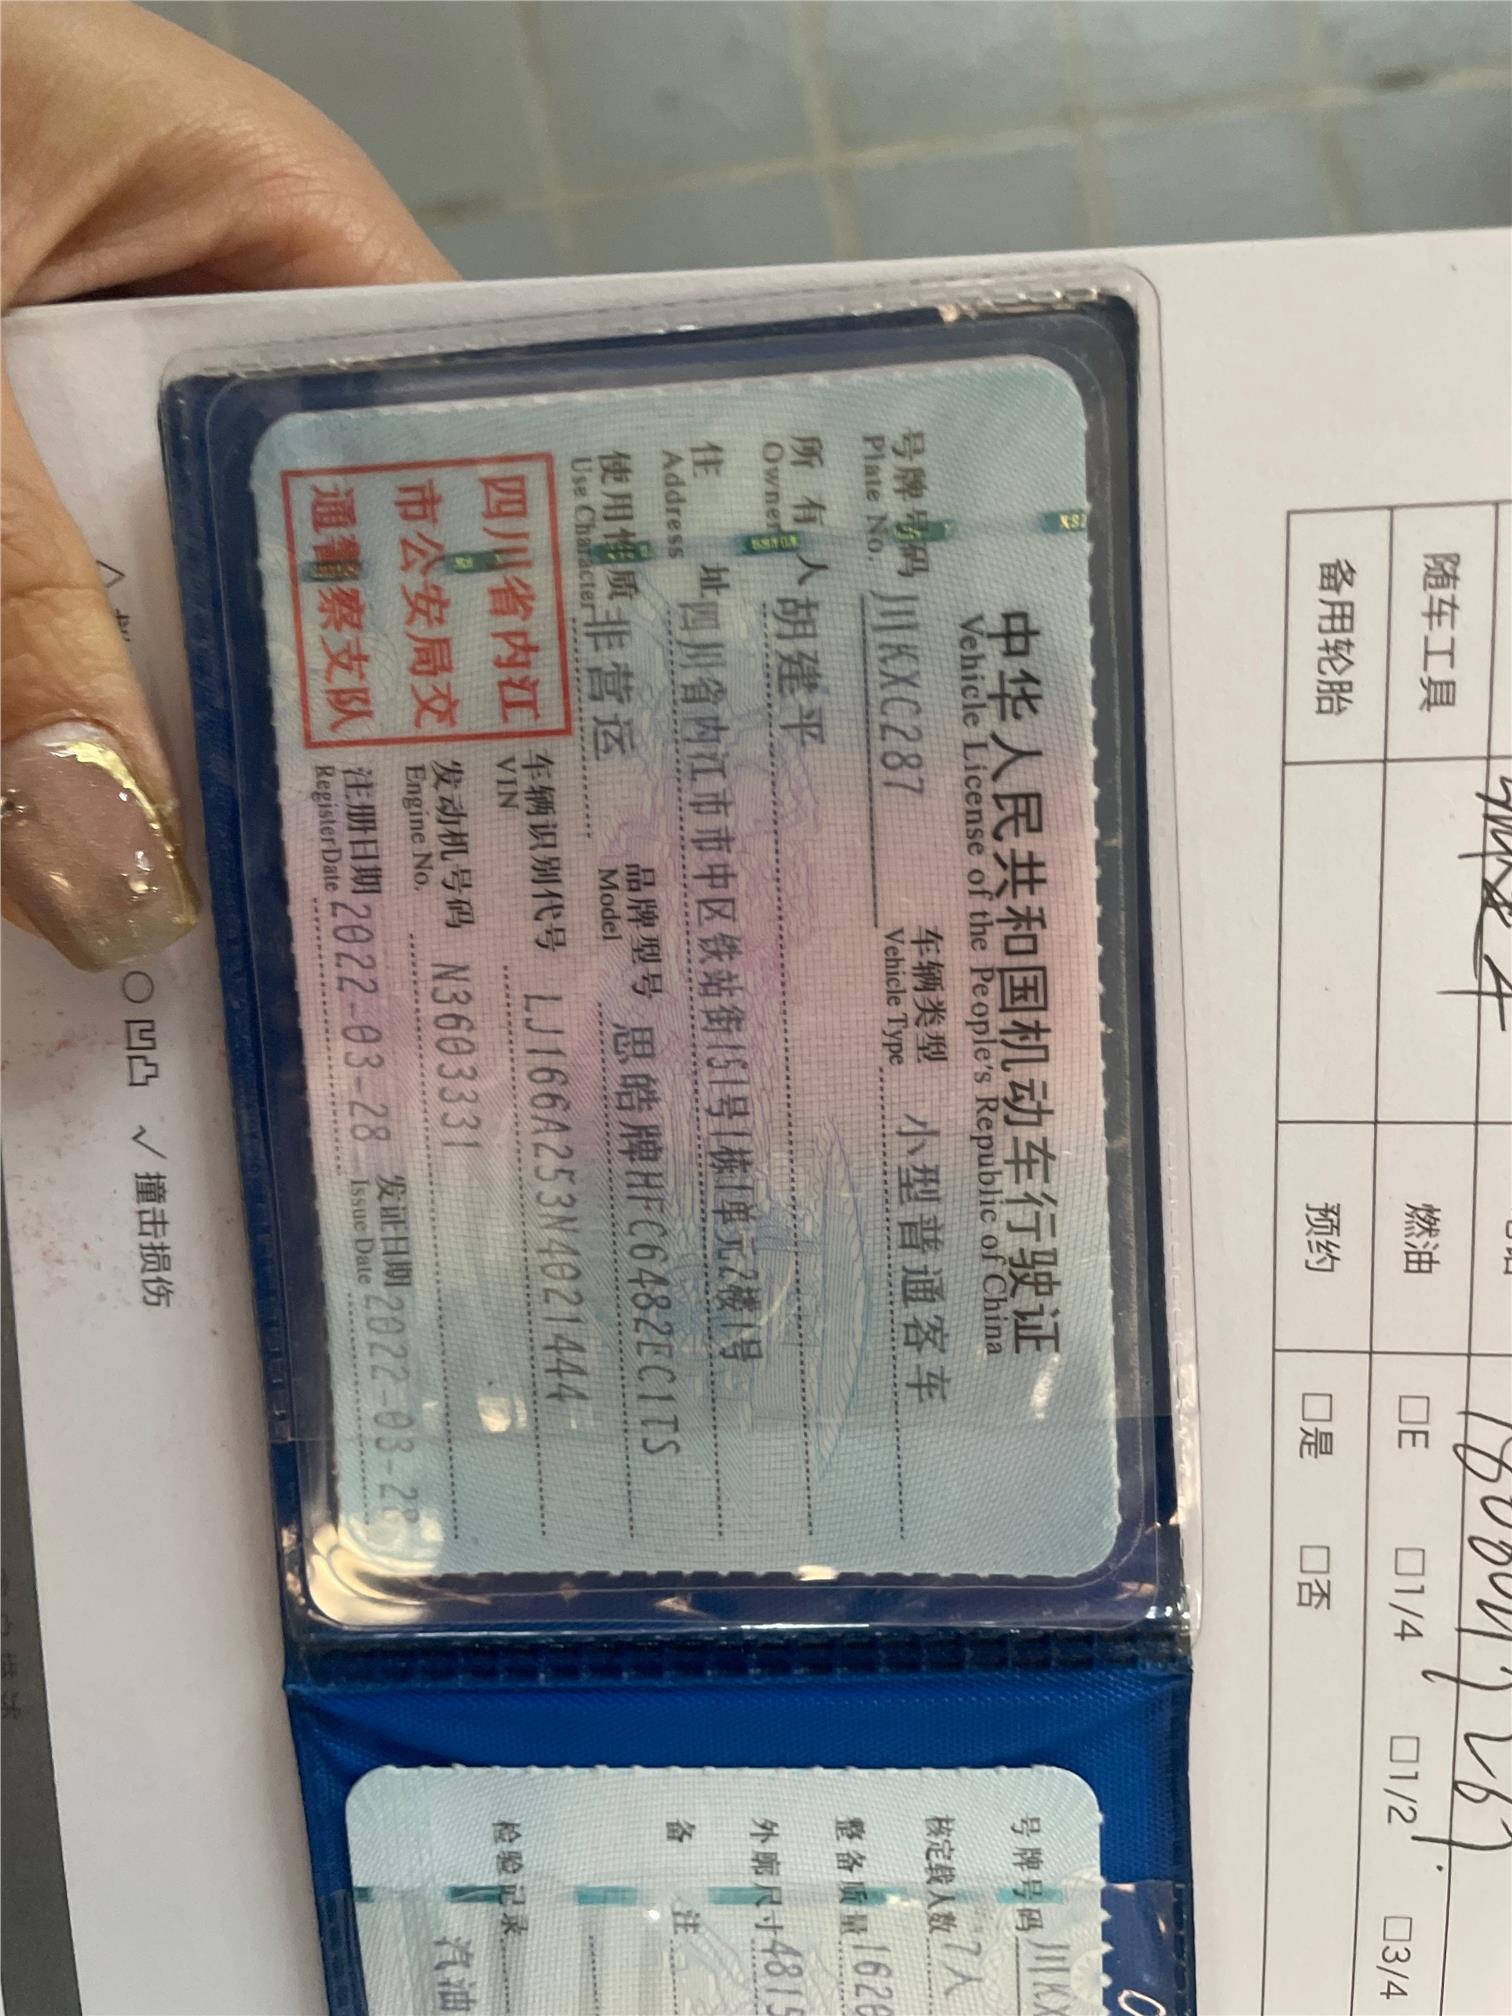 中华人民共和国机动车行驶证
Vehicle License of the People's Republic of China
号牌号码 川KXC287 车辆类型 小型普通客车
Plate No. Vehicle Type
所有人 胡建平
Owner
住址 四川省内江市市中区铁站街151号1栋1单元2楼1号
Address
使用性质 非营运 品牌型号 思皓牌HFC6482EC1TS
Use Character Model
四川省内江
市公安局交
通警察支队
车辆识别代号 LJ166A253N4021444
VIN
发动机号码 N3603331
Engine No.
注册日期 2022-03-28 发证日期 2022-03-28
Register Date Issue Date
号牌号码 川KX
核定载人数 7人
整备质量 1620
外廓尺寸 4815
备注
检验记录
汽油
随车工具 燃油 □E □1/4 □1/2 □3/4
备用轮胎 预约 □是 □否
○ 凹凸 √ 撞击损伤